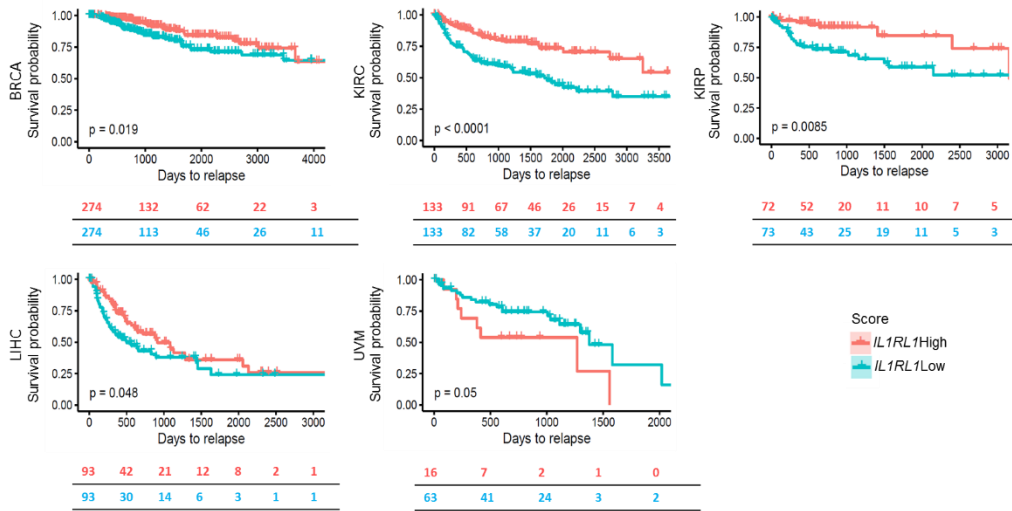 BRCA
Survival probability
1.00
0.75
0.50
0.25
0.00
p = 0.019
0 1000 2000 3000 4000
Days to relapse
274 132 62 22 3
274 113 46 26 11
KIRC
Survival probability
1.00
0.75
0.50
0.25
0.00
p < 0.0001
0 500 1000 1500 2000 2500 3000 3500
Days to relapse
133 91 67 46 26 15 7 4
133 82 58 37 20 11 6 3
KIRP
Survival probability
1.00
0.75
0.50
0.25
0.00
p = 0.0085
0 500 1000 1500 2000 2500 3000
Days to relapse
72 52 20 11 10 7 5
73 43 25 19 11 5 3
LIHC
Survival probability
1.00
0.75
0.50
0.25
0.00
p = 0.048
0 500 1000 1500 2000 2500 3000
Days to relapse
93 42 21 12 8 2 1
93 30 14 6 3 1 1
UVM
Survival probability
1.00
0.75
0.50
0.25
0.00
p = 0.05
0 500 1000 1500 2000
Days to relapse
16 7 2 1 0
63 41 24 3 2
Score
IL1RL1High
IL1RL1Low